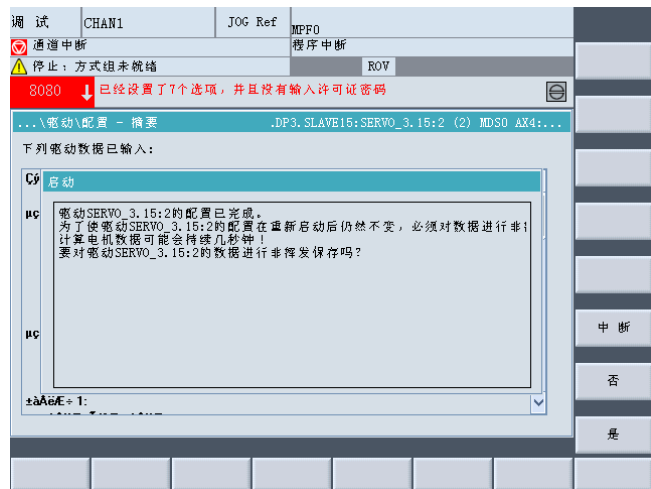 调 试
CHAN1
JOG Ref
MPF0
通道中断
程序中断
停止：方式组未就绪
ROV
8080
已经设置了7个选项，并且没有输入许可证密码
...\驱动\配置 - 摘要
.DP3.SLAVE15:SERVO_3.15:2 (2) MDS0 AX4:...
下列驱动数据已输入：
Çý
启动
µç
驱动SERVO_3.15:2的配置已完成。
为了使驱动SERVO_3.15:2的配置在重新启动后仍然不变，必须对数据进行非
计算电机数据可能会持续几秒钟！
要对驱动SERVO_3.15:2的数据进行非挥发保存吗？
µç
±àÂëÆ÷ 1:
中 断
否
是